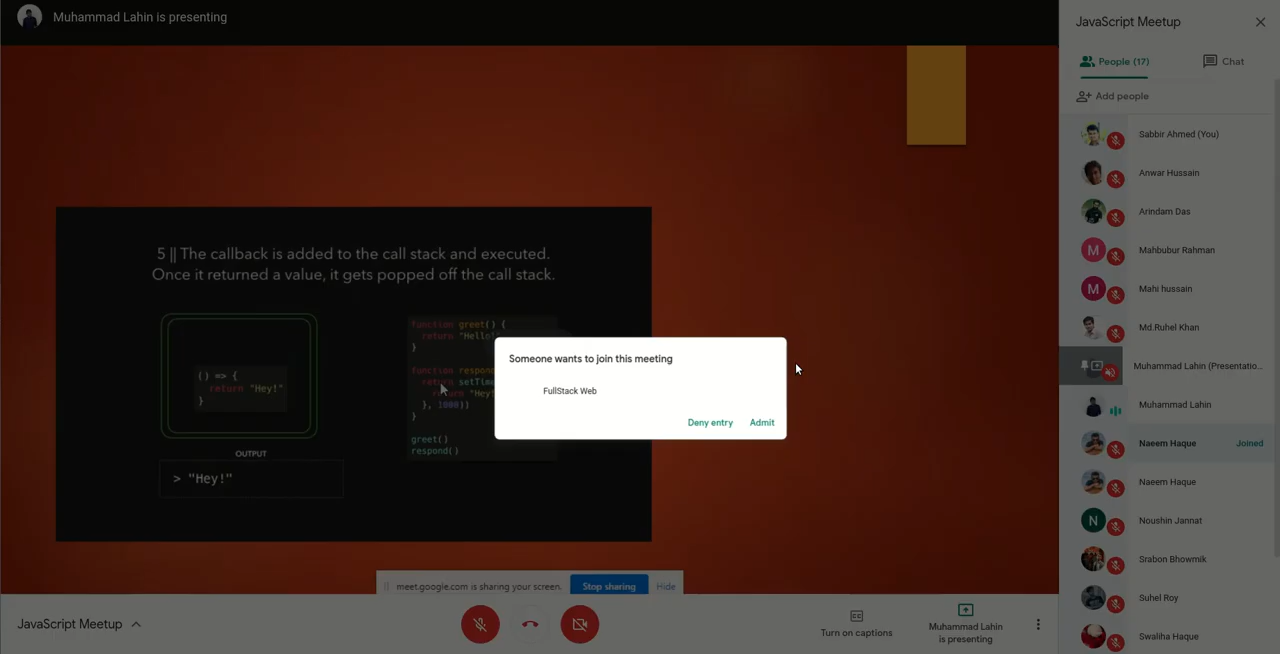 Muhammad Lahin is presenting
5 || The callback is added to the call stack and executed.
Once it returned a value, it gets popped off the call stack.
() => {
return "Hey!"
}
OUTPUT
> "Hey!"
function greet() {
return "Hello!
}
function respon
return setTim
return "Hey!
}, 1000})
}
greet()
respond()
Someone wants to join this meeting
FullStack Web
Deny entry
Admit
meet.google.com is sharing your screen.
Stop sharing
Hide
JavaScript Meetup
Turn on captions
Muhammad Lahin
is presenting
JavaScript Meetup
People (17)
Chat
Add people
Sabbir Ahmed (You)
Anwar Hussain
Arindam Das
M
Mahbubur Rahman
M
Mahi hussain
Md.Ruhel Khan
Muhammad Lahin (Presentatio...
Muhammad Lahin
Naeem Haque
Joined
Naeem Haque
N
Noushin Jannat
Srabon Bhowmik
Suhel Roy
Swaliha Haque